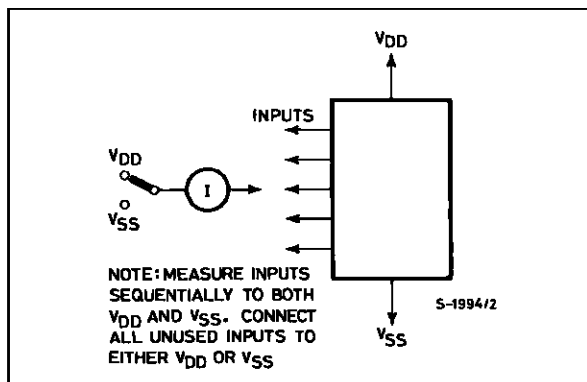 VDD
INPUTS
VDD
I
VSS
NOTE: MEASURE INPUTS
SEQUENTIALLY TO BOTH
VDD AND VSS. CONNECT
ALL UNUSED INPUTS TO
EITHER VDD OR VSS
S-1994/2
VSS